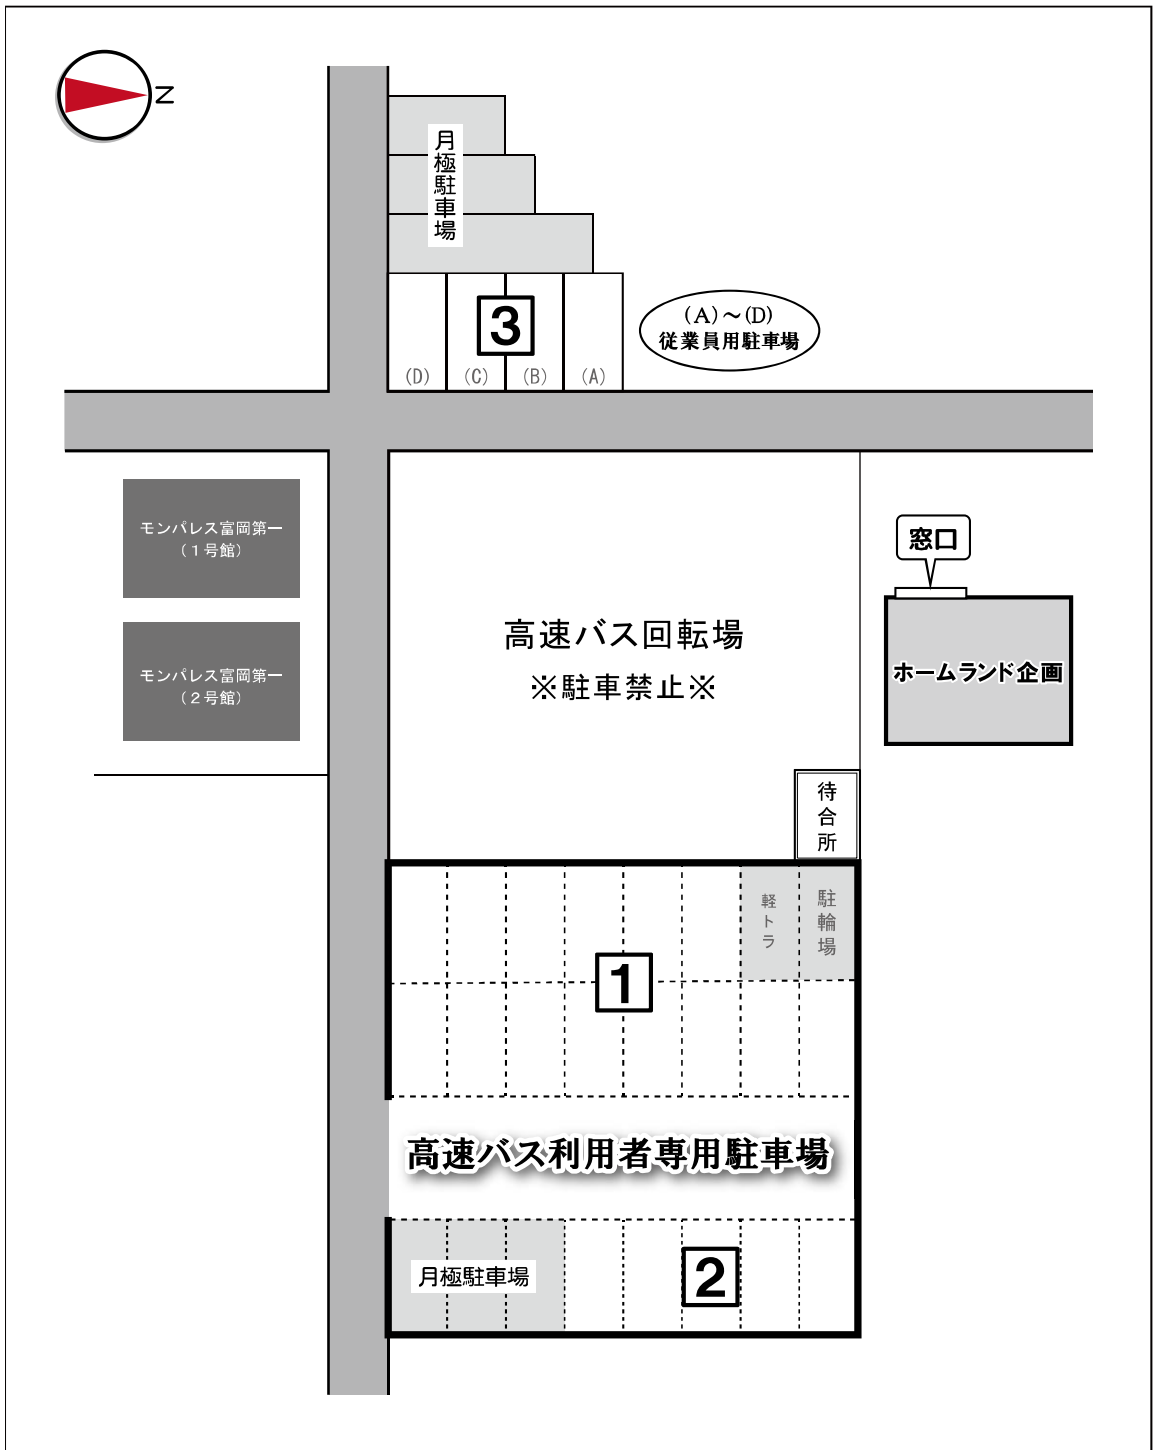 N
月極駐車場
3
(A)～(D)
従業員用駐車場
(D)
(C)
(B)
(A)
モンパレス富岡第一
(１号館)
窓口
高速バス回転場
モンパレス富岡第一
(２号館)
※駐車禁止※
ホームランド企画
待合所
軽トラ
駐輪場
1
高速バス利用者専用駐車場
月極駐車場
2